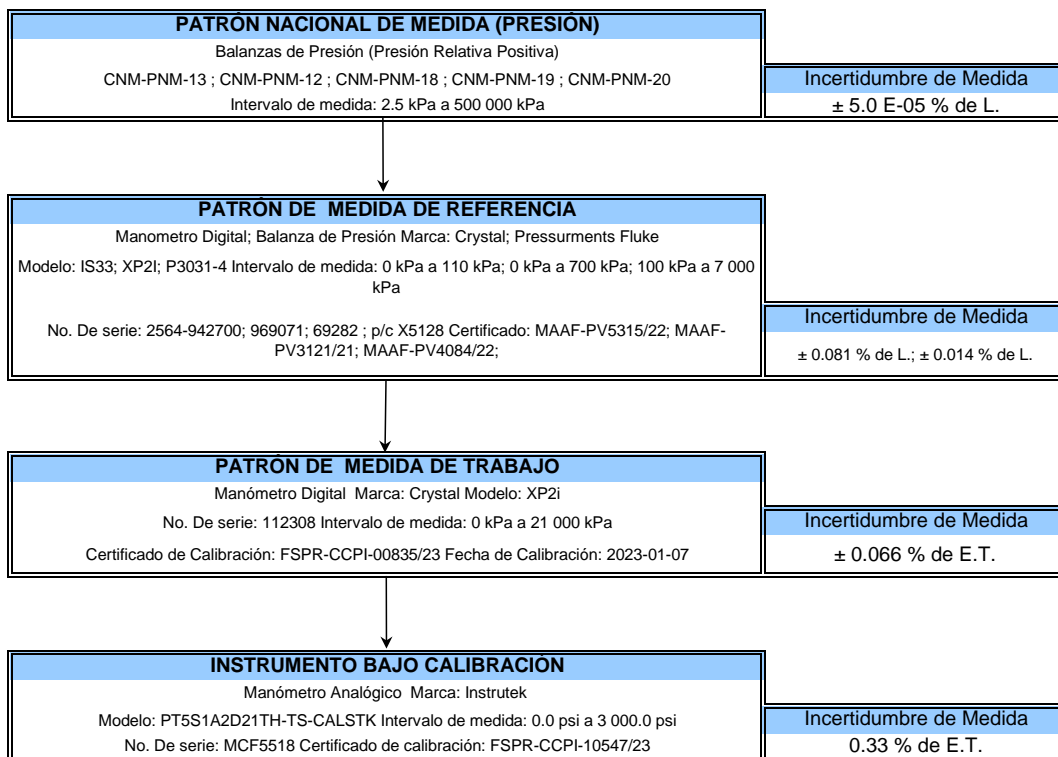 PATRÓN NACIONAL DE MEDIDA (PRESIÓN)
Balanzas de Presión (Presión Relativa Positiva)
CNM-PNM-13 ; CNM-PNM-12 ; CNM-PNM-18 ; CNM-PNM-19 ; CNM-PNM-20
Intervalo de medida: 2.5 kPa a 500 000 kPa
Incertidumbre de Medida
± 5.0 E-05 % de L.
PATRÓN DE MEDIDA DE REFERENCIA
Manometro Digital; Balanza de Presión Marca: Crystal; Pressurments Fluke
Modelo: IS33; XP2I; P3031-4 Intervalo de medida: 0 kPa a 110 kPa; 0 kPa a 700 kPa; 100 kPa a 7 000
kPa
No. De serie: 2564-942700; 969071; 69282 ; p/c X5128 Certificado: MAAF-PV5315/22; MAAF-
PV3121/21; MAAF-PV4084/22;
Incertidumbre de Medida
± 0.081 % de L.; ± 0.014 % de L.
PATRÓN DE MEDIDA DE TRABAJO
Manómetro Digital Marca: Crystal Modelo: XP2i
No. De serie: 112308 Intervalo de medida: 0 kPa a 21 000 kPa
Certificado de Calibración: FSPR-CCPI-00835/23 Fecha de Calibración: 2023-01-07
Incertidumbre de Medida
± 0.066 % de E.T.
INSTRUMENTO BAJO CALIBRACIÓN
Manómetro Analógico Marca: Instrutek
Modelo: PT5S1A2D21TH-TS-CALSTK Intervalo de medida: 0.0 psi a 3 000.0 psi
No. De serie: MCF5518 Certificado de calibración: FSPR-CCPI-10547/23
Incertidumbre de Medida
0.33 % de E.T.